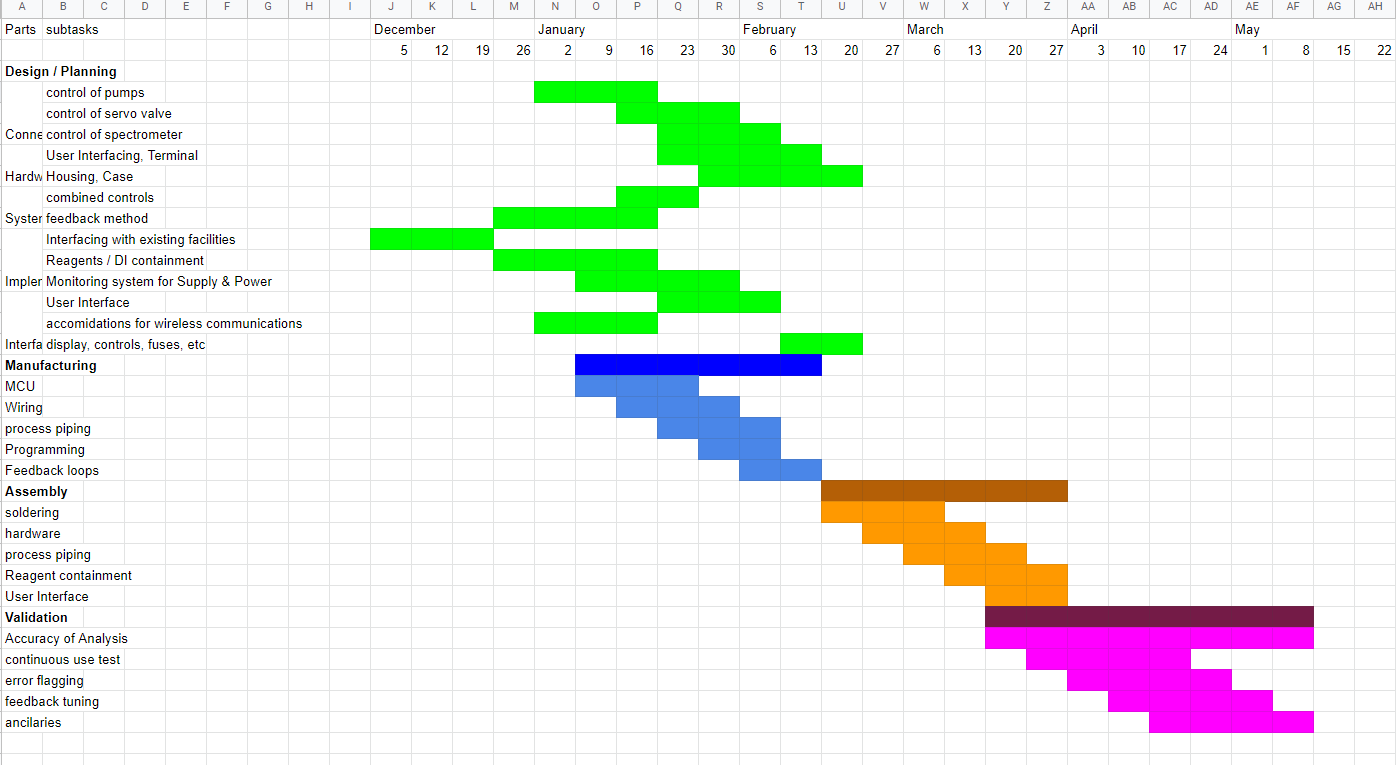 A B C D E F G H I J K L M N O P Q R S T U V W X Y Z AA AB AC AD AE AF AG AH
Parts subtasks December January February March April May
5 12 19 26 2 9 16 23 30 6 13 20 27 6 13 20 27 3 10 17 24 1 8 15 22
Design / Planning
control of pumps
control of servo valve
Conne control of spectrometer
User Interfacing, Terminal
Hardw Housing, Case
combined controls
System feedback method
Interfacing with existing facilities
Reagents / DI containment
Implem Monitoring system for Supply & Power
User Interface
accomidations for wireless communications
Interfa display, controls, fuses, etc
Manufacturing
MCU
Wiring
process piping
Programming
Feedback loops
Assembly
soldering
hardware
process piping
Reagent containment
User Interface
Validation
Accuracy of Analysis
continuous use test
error flagging
feedback tuning
ancilaries